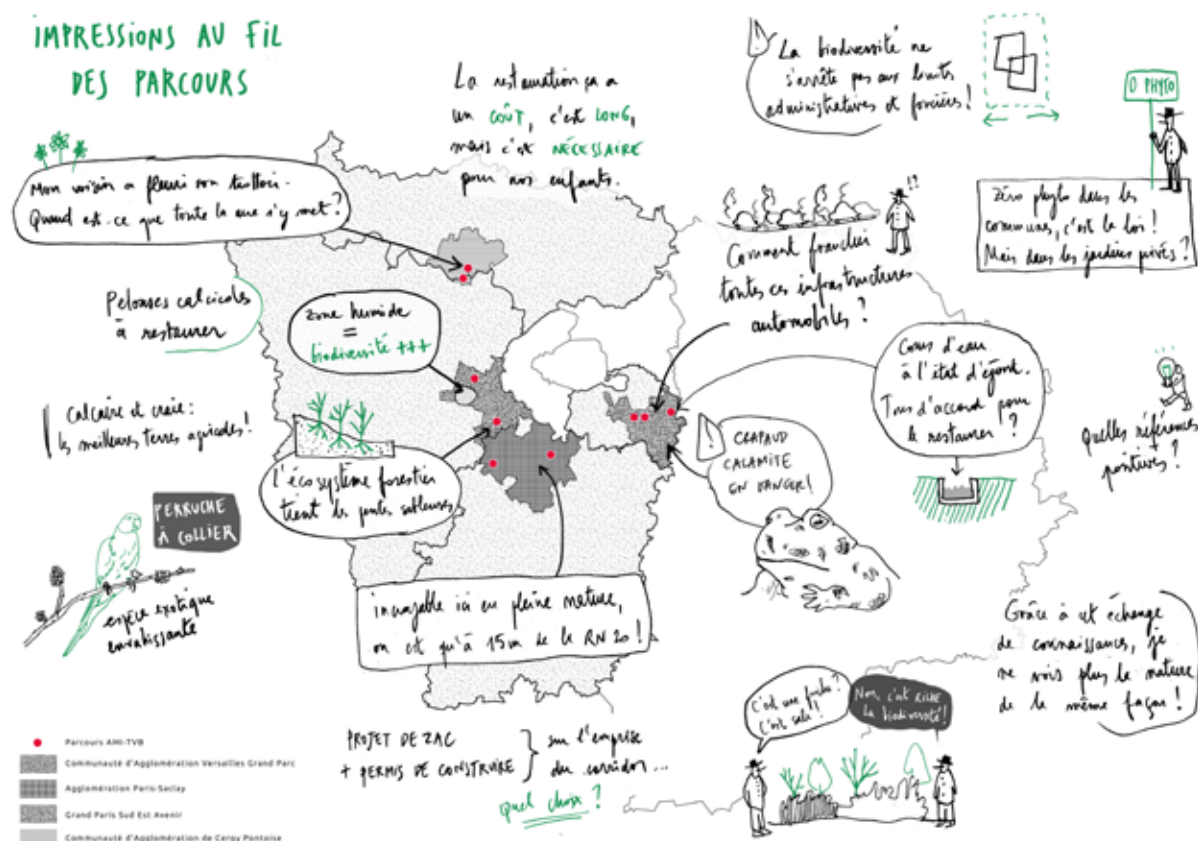 IMPRESSIONS AU FIL
DES PARCOURS
La restauration ça a
un COÛT, c'est LONG,
mais c'est NÉCESSAIRE
pour nos enfants.
La biodiversité ne
s'arrête pas aux limits
administratives et foncières!
O PHYTO
Mon voisin a fleuri son trottoir.
Quand est-ce que toute la rue s'y met?
zéro phyto dans les
communes, c'est la loi!
Mais dans les jardins privés?
!?
Comment franchir
toutes ces infrastructures
automobiles?
Pelouses calcicoles
à restaurer
zone humide
=
biodiversité +++
Cours d'eau
à l'état d'égout.
Tous d'accord pour
le restaurer?
Quelles références
positives?
Calcaire et craie:
les meilleures terres agricoles!
l'écosystème forestier
tient les pentes sableuses
!
CRAPAUD
CALAMITE
EN DANGER!
PERRUCHE
À COLLIER
espèce exotique
envahissante
incroyable ici en pleine nature,
on est qu'à 15m de la RN20!
Grâce à cet échange
de connaissances, je
ne vois plus la nature
de la même façon!
C'est une friche?
C'est sale!
Non, c'est RICHE
la biodiversité!
PROJET DE ZAC
+ PERMIS DE CONSTRUIRE
sur l'emprise
du corridor...
quel choix?
Parcours AMI-TVB
Communauté d'Agglomération Versailles Grand Parc
Agglomération Paris-Saclay
Grand Paris Sud Est Avenir
Communauté d'Agglomération de Cergy Pontoise